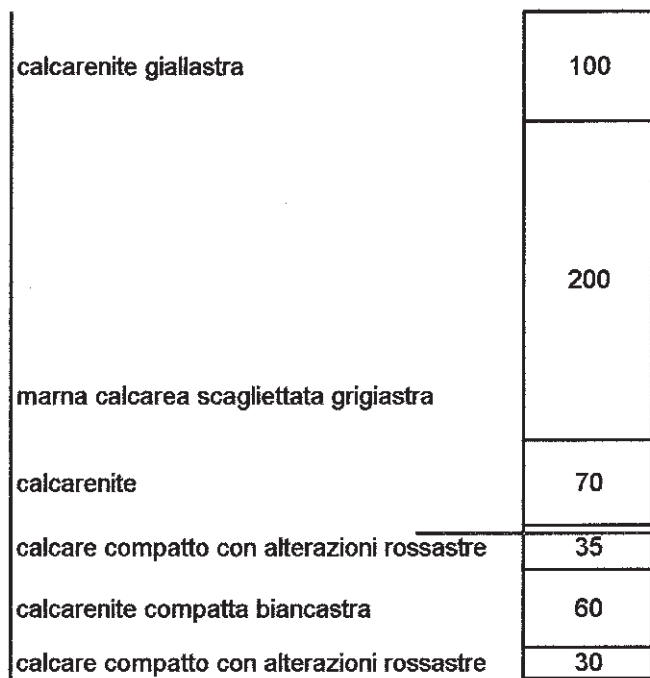 calcarenite giallastra 100
200
marna calcarea scagliettata grigiastra
calcarenite 70
calcare compatto con alterazioni rossastre 35
calcarenite compatta biancastra 60
calcare compatto con alterazioni rossastre 30